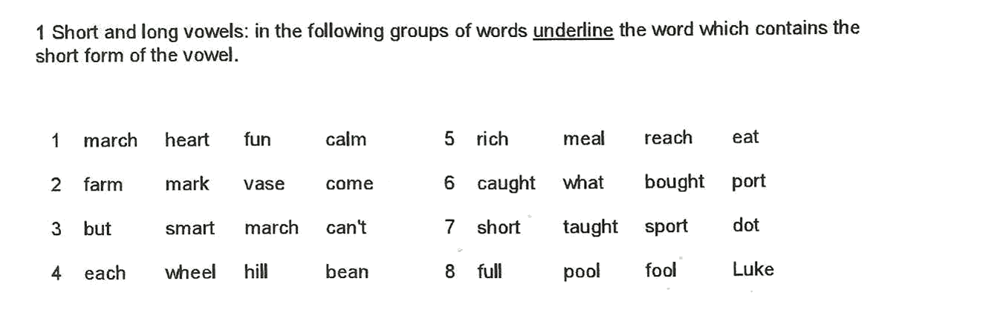 1 Short and long vowels: in the following groups of words underline the word which contains the
short form of the vowel.
1 march heart fun calm 5 rich meal reach eat
2 farm mark vase come 6 caught what bought port
3 but smart march can't 7 short taught sport dot
4 each wheel hill bean 8 full pool fool Luke